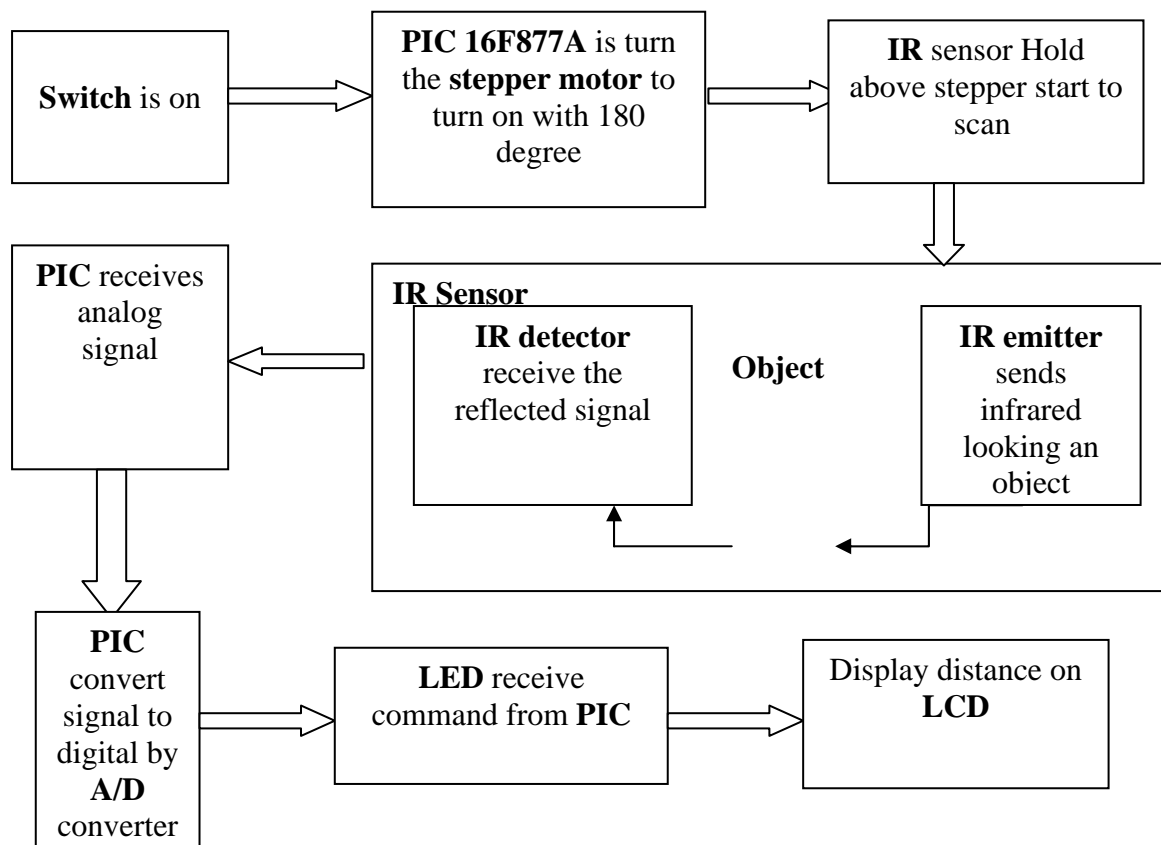 Switch is on
PIC 16F877A is turn
the stepper motor to
turn on with 180
degree
IR sensor Hold
above stepper start to
scan
IR Sensor
IR emitter
sends
infrared
looking an
object
Object
IR detector
receive the
reflected signal
PIC receives
analog
signal
PIC
convert
signal to
digital by
A/D
converter
LED receive
command from PIC
Display distance on
LCD